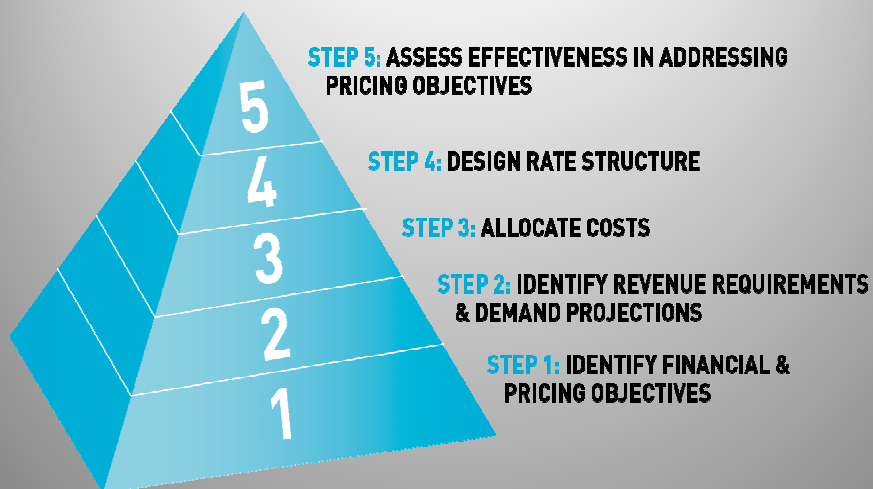 5
STEP 5: ASSESS EFFECTIVENESS IN ADDRESSING
PRICING OBJECTIVES
4
STEP 4: DESIGN RATE STRUCTURE
3
STEP 3: ALLOCATE COSTS
2
STEP 2: IDENTIFY REVENUE REQUIREMENTS
& DEMAND PROJECTIONS
1
STEP 1: IDENTIFY FINANCIAL &
PRICING OBJECTIVES